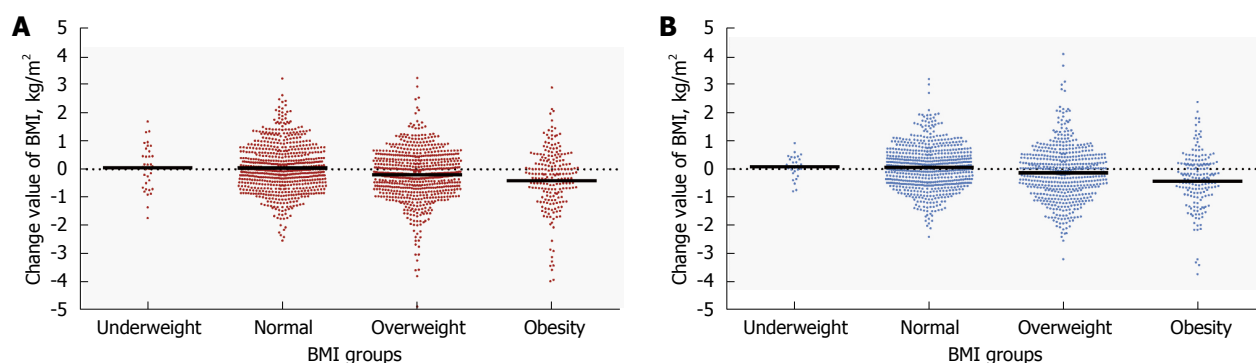 A
Change value of BMI, kg/m²
5
4
3
2
1
0
-1
-2
-3
-4
-5
Underweight Normal Overweight Obesity
BMI groups
B
Change value of BMI, kg/m²
5
4
3
2
1
0
-1
-2
-3
-4
-5
Underweight Normal Overweight Obesity
BMI groups